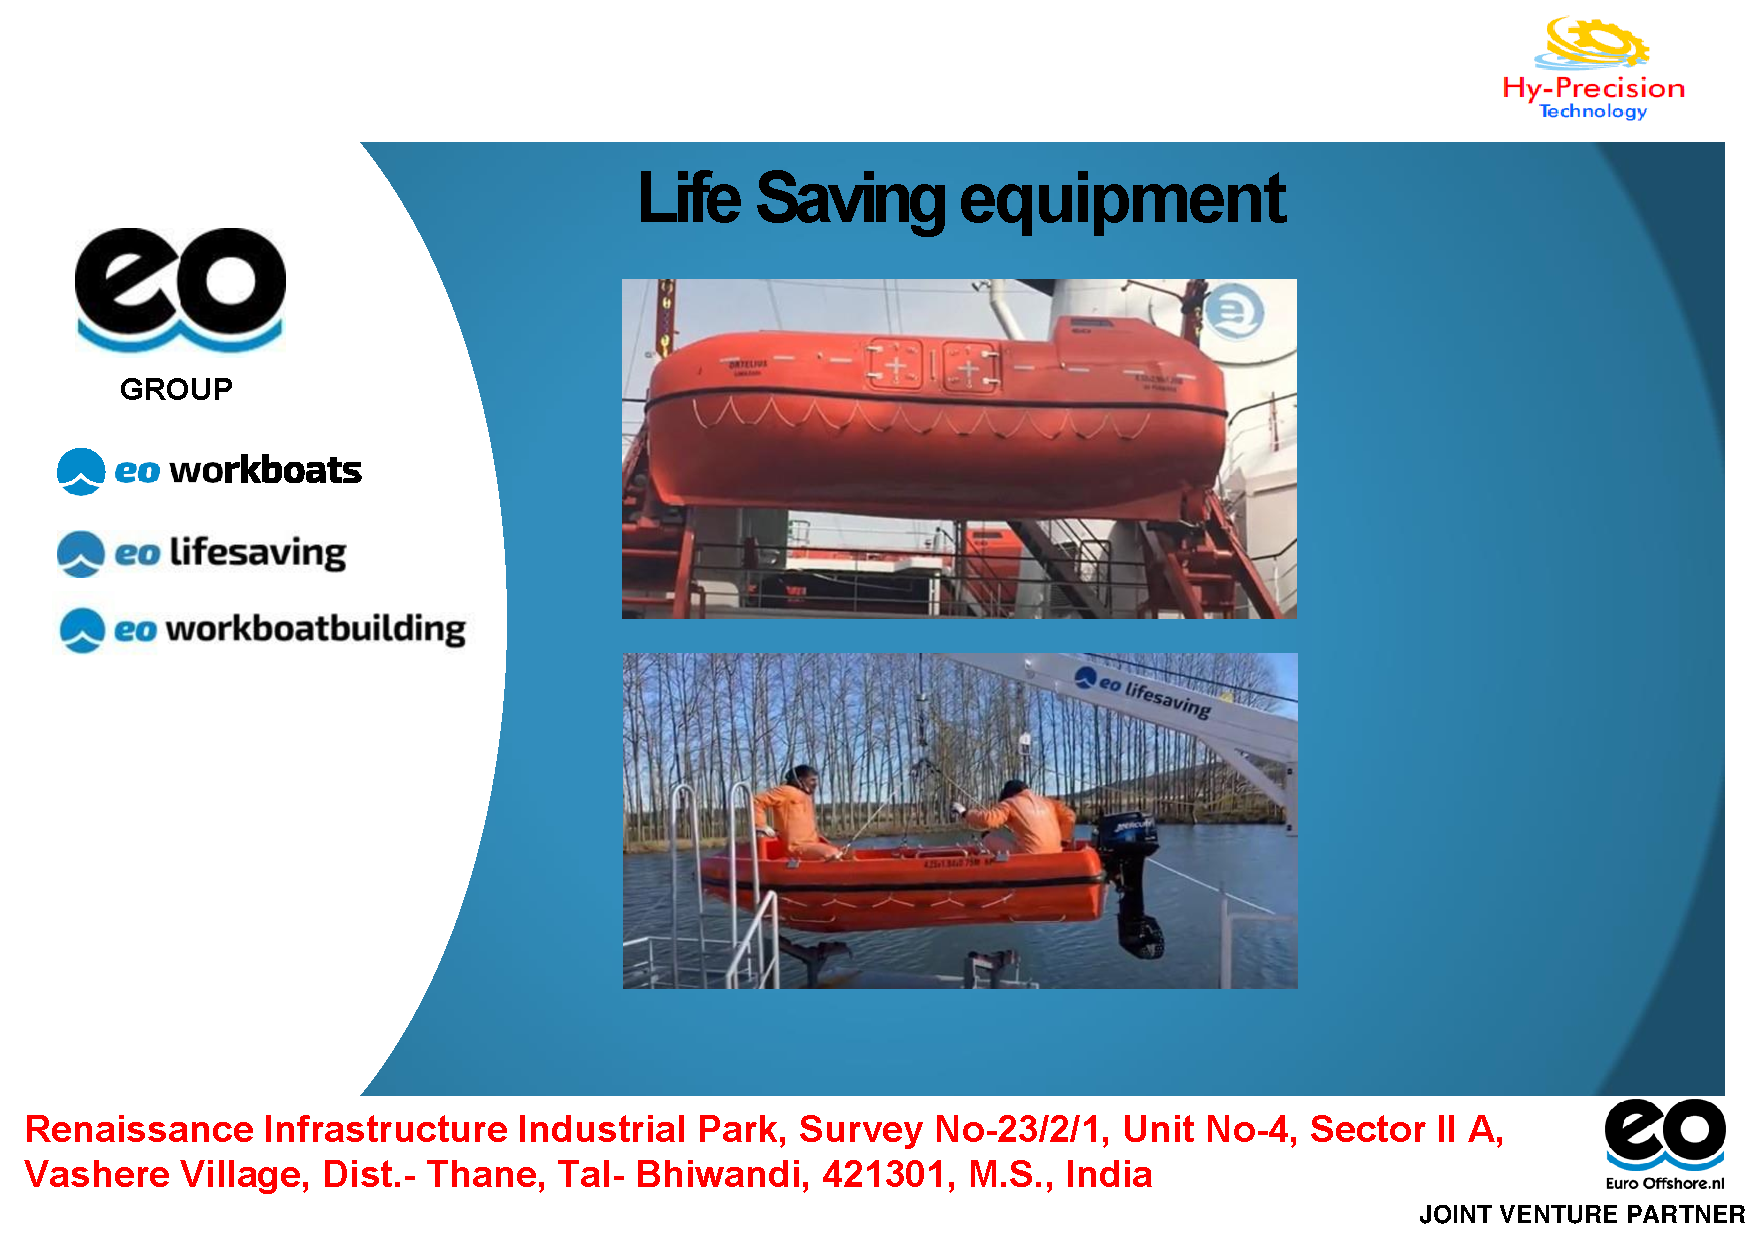 Hy-Precision
Technology
Life Saving equipment
eo
GROUP
eo workboats
eo lifesaving
eo workboatbuilding
ORTELIUS
eo lifesaving
MERCURY
Renaissance Infrastructure Industrial Park, Survey No-23/2/1, Unit No-4, Sector II A,
Vashere Village, Dist.- Thane, Tal- Bhiwandi, 421301, M.S., India
eo
Euro Offshore.nl
JOINT VENTURE PARTNER